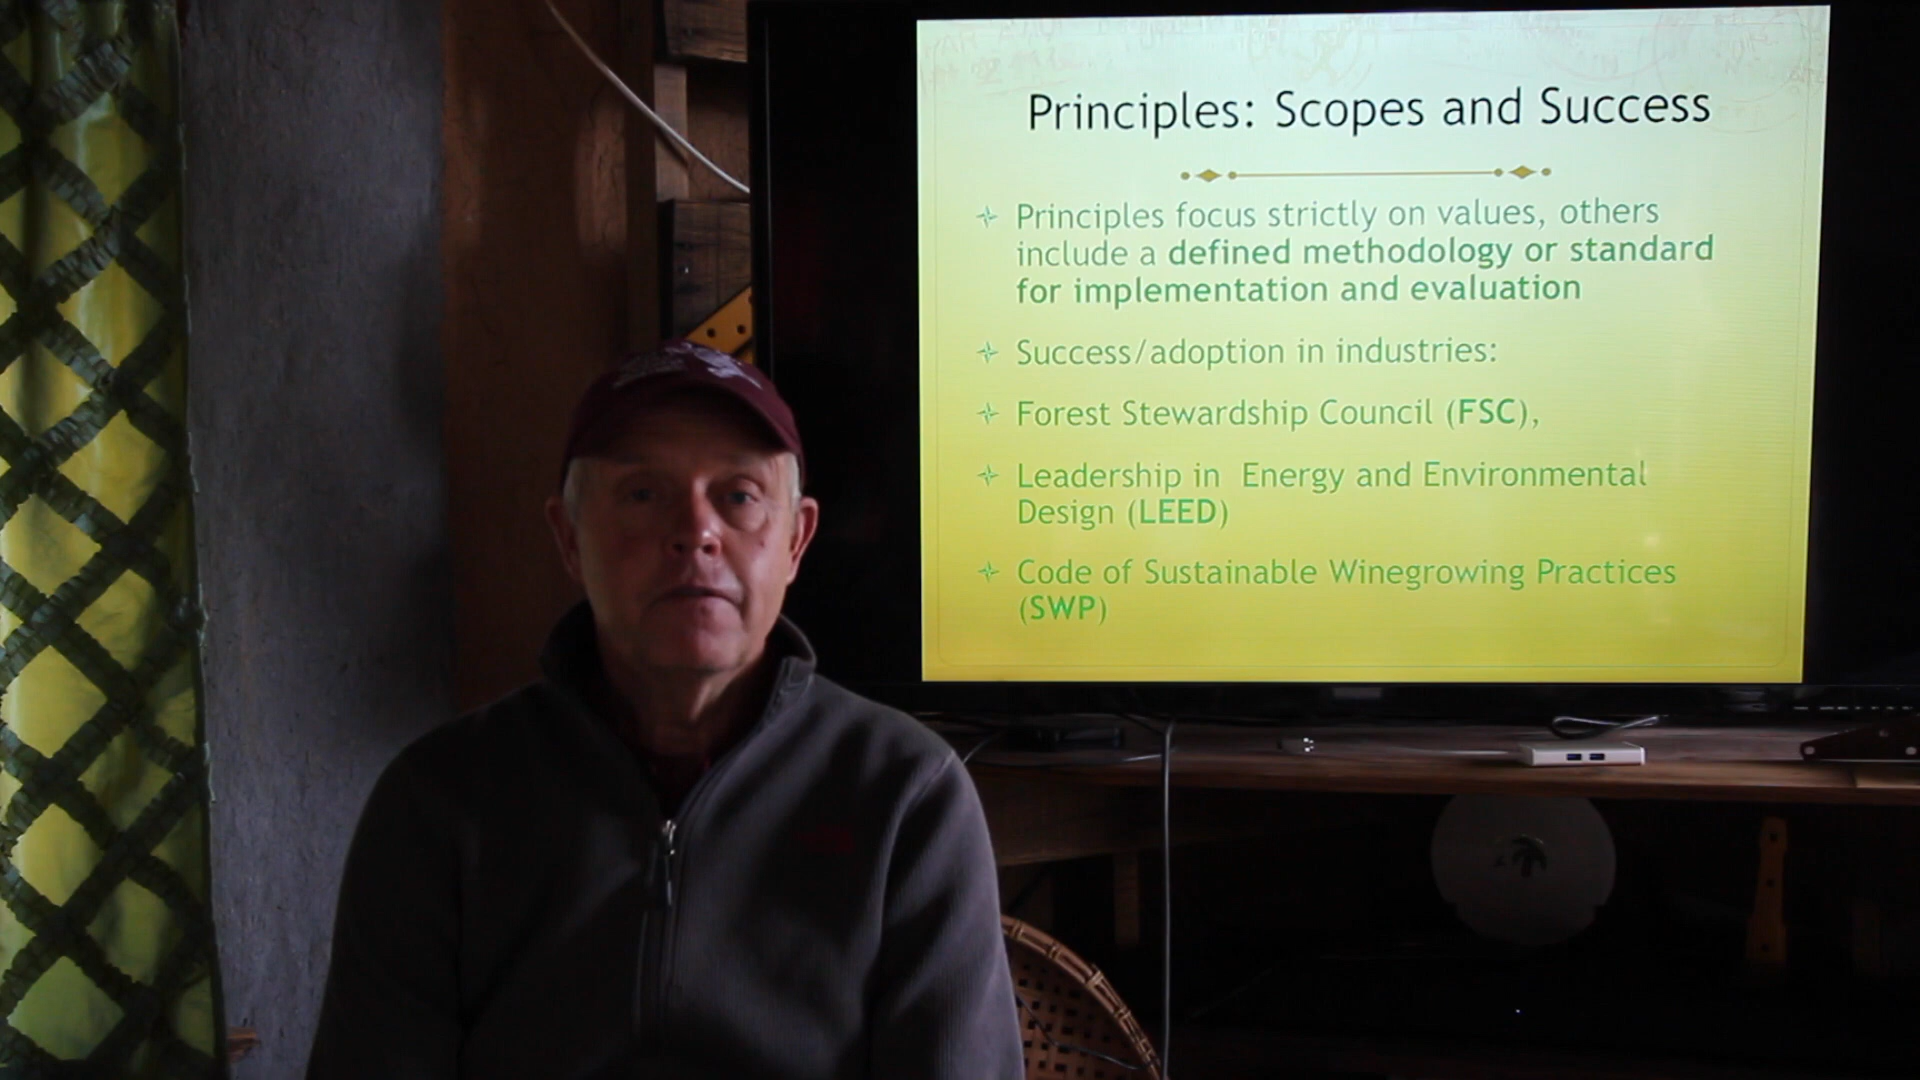 Principles: Scopes and Success
Principles focus strictly on values, others
include a defined methodology or standard
for implementation and evaluation
Success/adoption in industries:
Forest Stewardship Council (FSC),
Leadership in Energy and Environmental
Design (LEED)
Code of Sustainable Winegrowing Practices
(SWP)